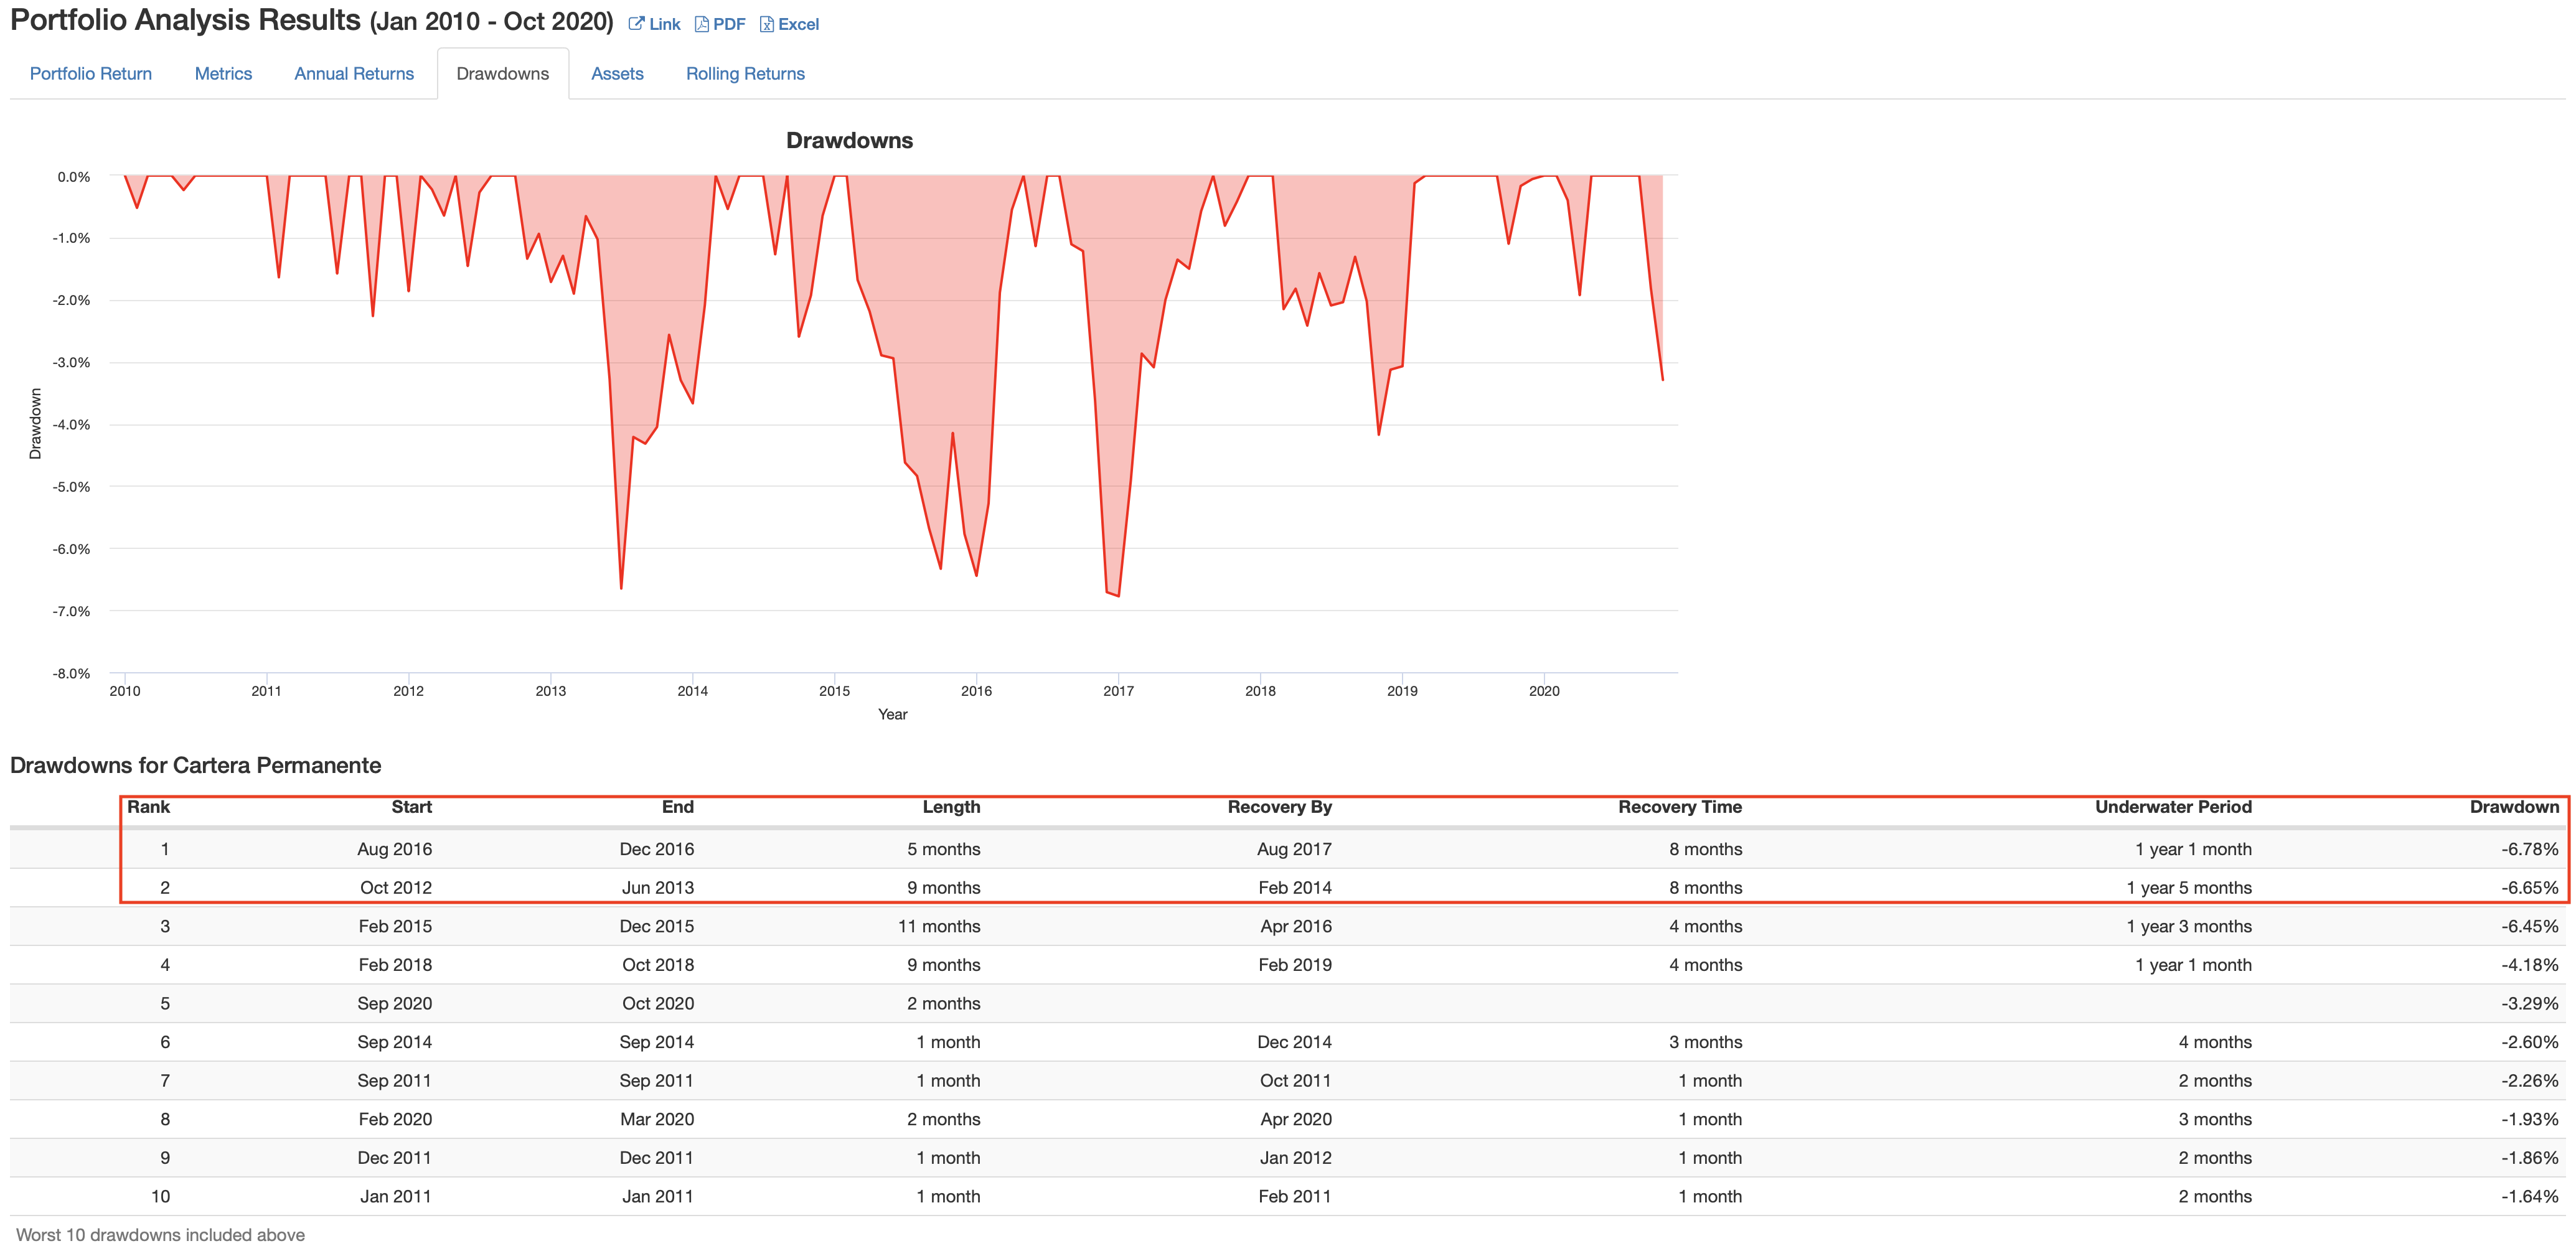 Portfolio Analysis Results (Jan 2010 - Oct 2020) Link PDF Excel
Portfolio Return Metrics Annual Returns Drawdowns Assets Rolling Returns
Drawdowns
0.0%
-1.0%
-2.0%
-3.0%
-4.0%
-5.0%
-6.0%
-7.0%
-8.0%
Drawdown
2010 2011 2012 2013 2014 2015 2016 2017 2018 2019 2020
Year
Drawdowns for Cartera Permanente
Rank Start End Length Recovery By Recovery Time Underwater Period Drawdown
1 Aug 2016 Dec 2016 5 months Aug 2017 8 months 1 year 1 month -6.78%
2 Oct 2012 Jun 2013 9 months Feb 2014 8 months 1 year 5 months -6.65%
3 Feb 2015 Dec 2015 11 months Apr 2016 4 months 1 year 3 months -6.45%
4 Feb 2018 Oct 2018 9 months Feb 2019 4 months 1 year 1 month -4.18%
5 Sep 2020 Oct 2020 2 months -3.29%
6 Sep 2014 Sep 2014 1 month Dec 2014 3 months 4 months -2.60%
7 Sep 2011 Sep 2011 1 month Oct 2011 1 month 2 months -2.26%
8 Feb 2020 Mar 2020 2 months Apr 2020 1 month 3 months -1.93%
9 Dec 2011 Dec 2011 1 month Jan 2012 1 month 2 months -1.86%
10 Jan 2011 Jan 2011 1 month Feb 2011 1 month 2 months -1.64%
Worst 10 drawdowns included above